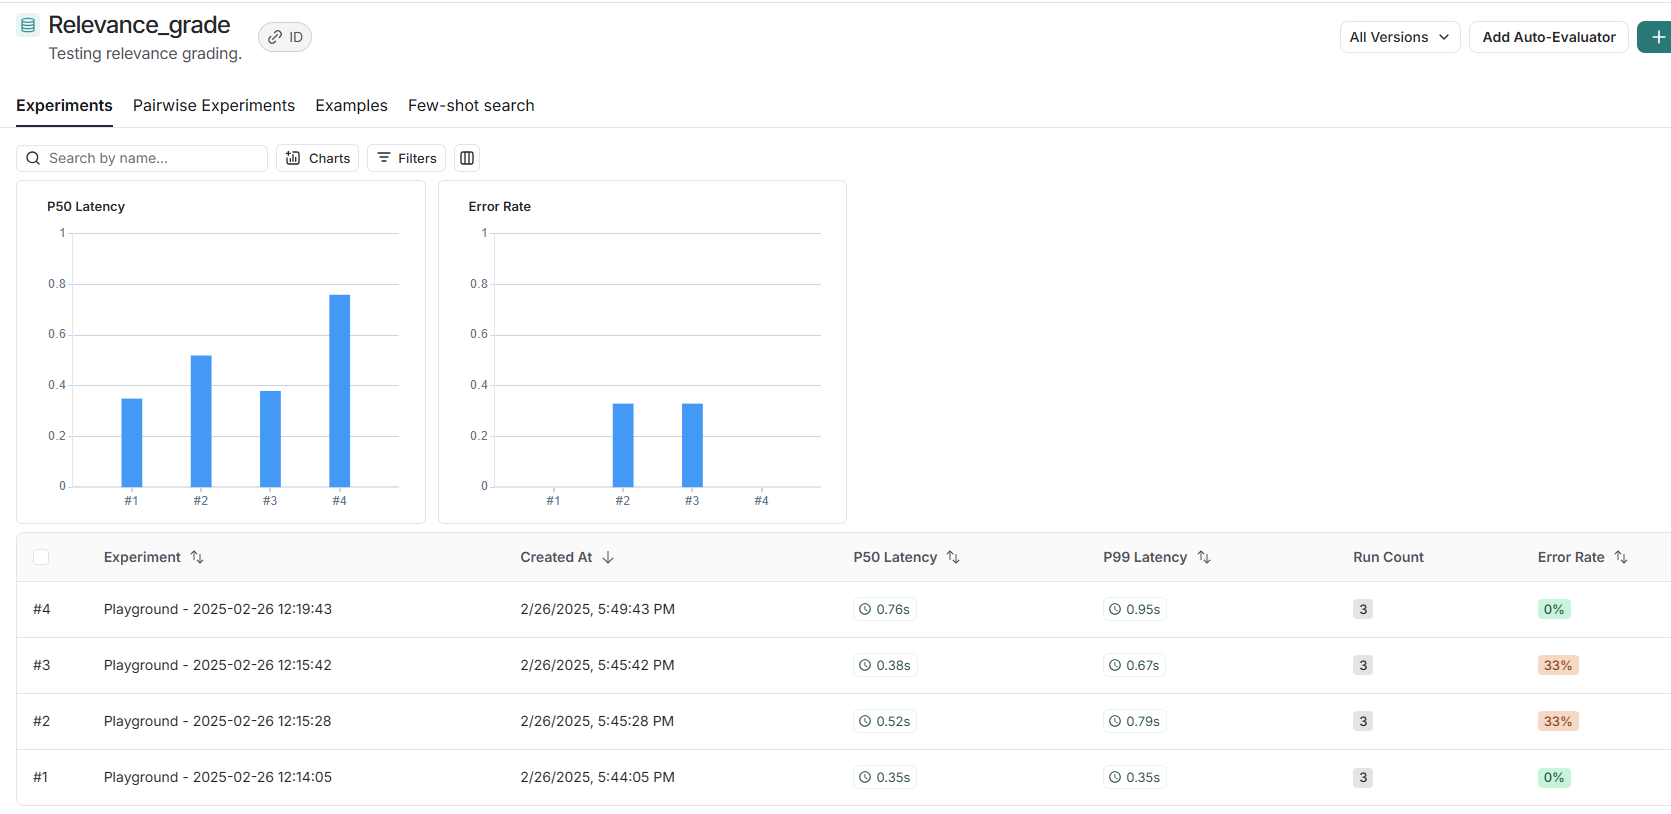 Relevance_grade
ID
Testing relevance grading.
All Versions
Add Auto-Evaluator
Experiments
Pairwise Experiments
Examples
Few-shot search
Search by name...
Charts
Filters
P50 Latency
1
0.8
0.6
0.4
0.2
0
#1 #2 #3 #4
Error Rate
1
0.8
0.6
0.4
0.2
0
#1 #2 #3 #4
Experiment Created At P50 Latency P99 Latency Run Count Error Rate
#4 Playground - 2025-02-26 12:19:43 2/26/2025, 5:49:43 PM 0.76s 0.95s 3 0%
#3 Playground - 2025-02-26 12:15:42 2/26/2025, 5:45:42 PM 0.38s 0.67s 3 33%
#2 Playground - 2025-02-26 12:15:28 2/26/2025, 5:45:28 PM 0.52s 0.79s 3 33%
#1 Playground - 2025-02-26 12:14:05 2/26/2025, 5:44:05 PM 0.35s 0.35s 3 0%